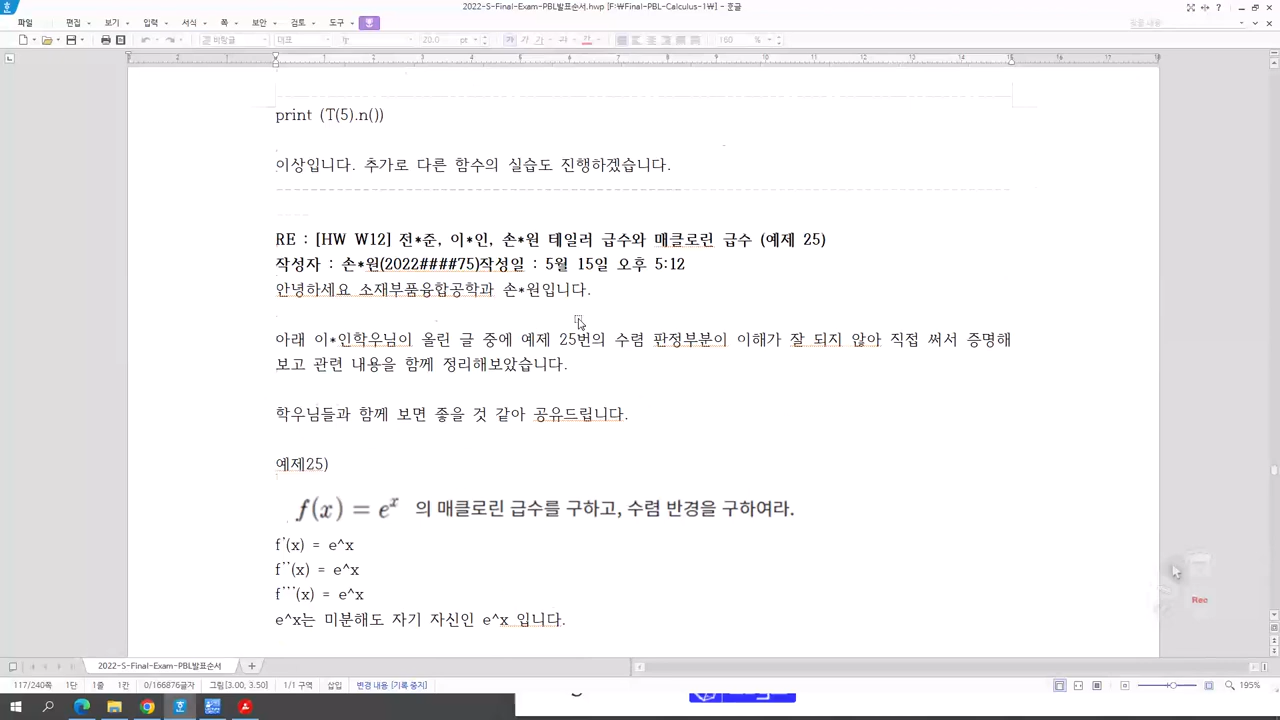 2022-S-Final-Exam-PBL발표순서.hwp [F:₩Final-PBL-Calculus-1₩] - 호글
파일 편집 보기 입력 서식 쪽 보안 검토 도구
바탕글 대표 20.0 pt 가 가 가 가 160 %
print (T(5).n())
이상입니다. 추가로 다른 함수의 실습도 진행하겠습니다.
RE : [HW W12] 전*준, 이*인, 손*원 테일러 급수와 매클로린 급수 (예제 25)
작성자 : 손*원(2022####75)작성일 : 5월 15일 오후 5:12
안녕하세요 소재부품융합공학과 손*원입니다.
아래 이*인학우님이 올린 글 중에 예제 25번의 수렴 판정부분이 이해가 잘 되지 않아 직접 써서 증명해
보고 관련 내용을 함께 정리해보았습니다.
학우님들과 함께 보면 좋을 것 같아 공유드립니다.
예제25)
f(x) = e^x 의 매클로린 급수를 구하고, 수렴 반경을 구하여라.
f'(x) = e^x
f''(x) = e^x
f'''(x) = e^x
e^x는 미분해도 자기 자신인 e^x 입니다.
Rec
2022-S-Final-Exam-PBL발표순서
117/240쪽 1단 1줄 1칸 0/166876글자 그림[3.00, 3.50] 1/1 구역 삽입 변경 내용 [기록 중지] 195%